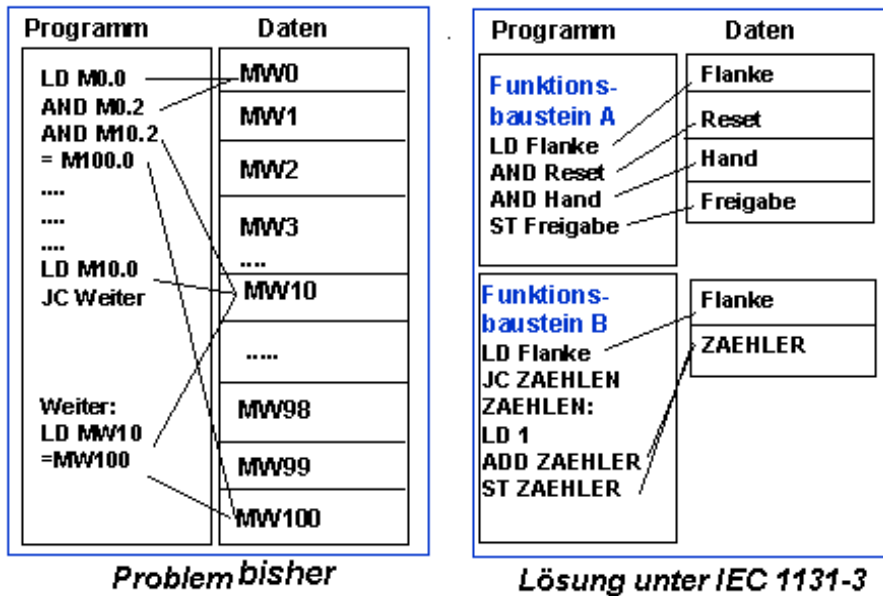 Programm
Daten
LD M0.0
AND M0.2
AND M10.2
= M100.0
....
....
....
LD M10.0
JC Weiter
Weiter:
LD MW10
=MW100
MW0
MW1
MW2
MW3
....
MW10
.....
MW98
MW99
MW100
Problem bisher
Programm
Daten
Funktions-
baustein A
LD Flanke
AND Reset
AND Hand
ST Freigabe
Flanke
Reset
Hand
Freigabe
Funktions-
baustein B
LD Flanke
JC ZAEHLEN
ZAEHLEN:
LD 1
ADD ZAEHLER
ST ZAEHLER
Flanke
ZAEHLER
Lösung unter IEC 1131-3